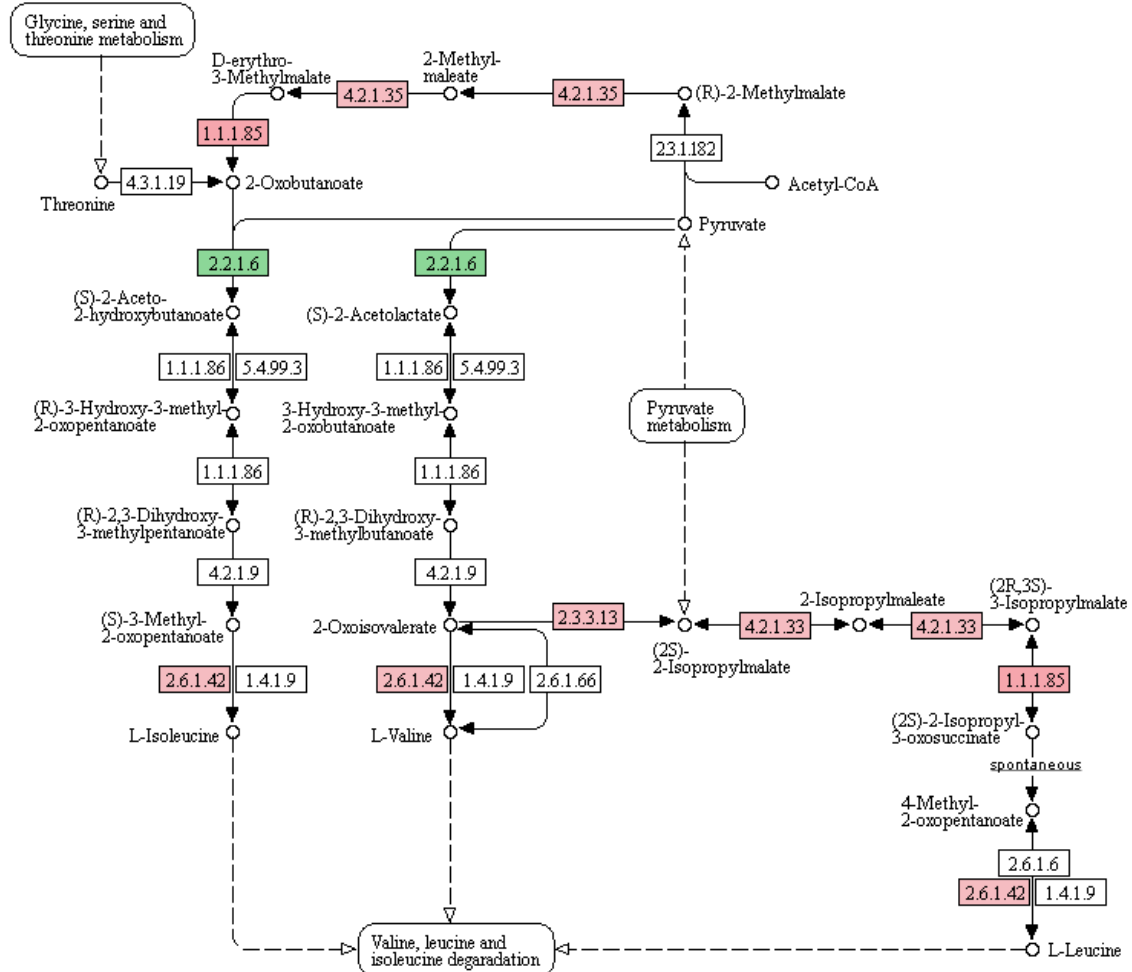 Glycine, serine and
threonine metabolism
D-erythro-
3-Methylmalate
2-Methyl-
maleate
4.2.1.35
4.2.1.35
(R)-2-Methylmalate
1.1.1.85
2.3.1.182
4.3.1.19
2-Oxobutanoate
Acetyl-CoA
Threonine
Pyruvate
2.2.1.6
2.2.1.6
(S)-2-Aceto-
2-hydroxybutanoate
(S)-2-Acetolactate
1.1.1.86
5.4.99.3
1.1.1.86
5.4.99.3
(R)-3-Hydroxy-3-methyl-
2-oxopentanoate
3-Hydroxy-3-methyl-
2-oxobutanoate
Pyruvate
metabolism
1.1.1.86
1.1.1.86
(R)-2,3-Dihydroxy-
3-methylpentanoate
(R)-2,3-Dihydroxy-
3-methylbutanoate
4.2.1.9
4.2.1.9
(S)-3-Methyl-
2-oxopentanoate
2-Oxoisovalerate
2.3.3.13
(2S)-
2-Isopropylmalate
4.2.1.33
2-Isopropylmaleate
4.2.1.33
(2R,3S)-
3-Isopropylmalate
2.6.1.42
1.4.1.9
2.6.1.42
1.4.1.9
2.6.1.66
1.1.1.85
L-Isoleucine
L-Valine
(2S)-2-Isopropyl-
3-oxosuccinate
spontaneous
4-Methyl-
2-oxopentanoate
2.6.1.6
2.6.1.42
1.4.1.9
Valine, leucine and
isoleucine degradation
L-Leucine